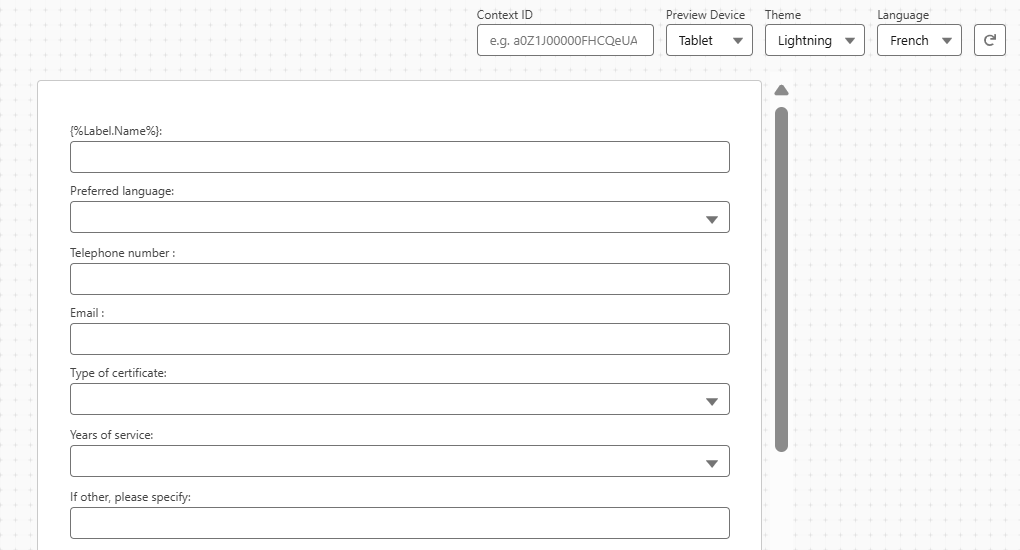 Context ID
Preview Device
Theme
Language
e.g. a0Z1J00000FHCQeUA
Tablet
Lightning
French
{%Label.Name%}:
Preferred language:
Telephone number :
Email :
Type of certificate:
Years of service:
If other, please specify: